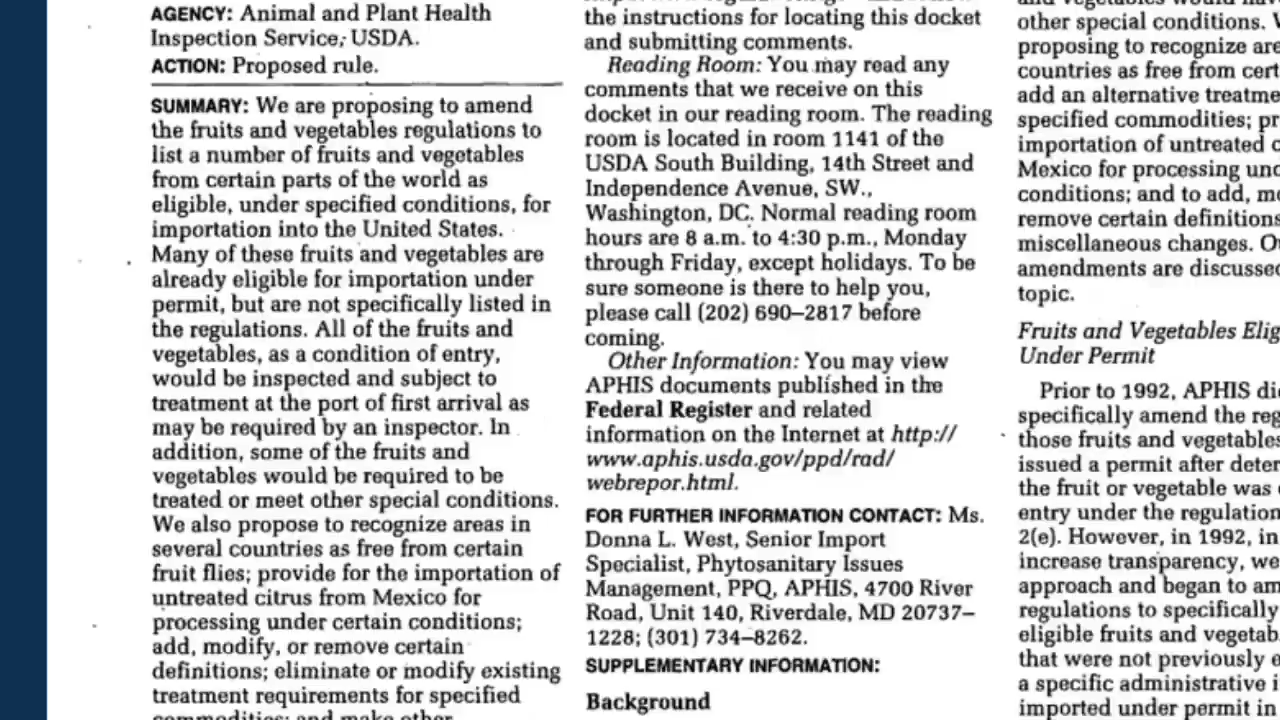 AGENCY: Animal and Plant Health
Inspection Service, USDA.
ACTION: Proposed rule.
SUMMARY: We are proposing to amend
the fruits and vegetables regulations to
list a number of fruits and vegetables
from certain parts of the world as
eligible, under specified conditions, for
importation into the United States.
Many of these fruits and vegetables are
already eligible for importation under
permit, but are not specifically listed in
the regulations. All of the fruits and
vegetables, as a condition of entry,
would be inspected and subject to
treatment at the port of first arrival as
may be required by an inspector. In
addition, some of the fruits and
vegetables would be required to be
treated or meet other special conditions.
We also propose to recognize areas in
several countries as free from certain
fruit flies; provide for the importation of
untreated citrus from Mexico for
processing under certain conditions;
add, modify, or remove certain
definitions; eliminate or modify existing
treatment requirements for specified
commodities; and make other
the instructions for locating this docket
and submitting comments.
Reading Room: You may read any
comments that we receive on this
docket in our reading room. The reading
room is located in room 1141 of the
USDA South Building, 14th Street and
Independence Avenue, SW.,
Washington, DC. Normal reading room
hours are 8 a.m. to 4:30 p.m., Monday
through Friday, except holidays. To be
sure someone is there to help you,
please call (202) 690–2817 before
coming.
Other Information: You may view
APHIS documents published in the
Federal Register and related
information on the Internet at http://
www.aphis.usda.gov/ppd/rad/
webrepor.html.
FOR FURTHER INFORMATION CONTACT: Ms.
Donna L. West, Senior Import
Specialist, Phytosanitary Issues
Management, PPQ, APHIS, 4700 River
Road, Unit 140, Riverdale, MD 20737–
1228; (301) 734–8262.
SUPPLEMENTARY INFORMATION:
Background
and vegetables would have
other special conditions. W
proposing to recognize are
countries as free from cert
add an alternative treatme
specified commodities; pr
importation of untreated c
Mexico for processing und
conditions; and to add, mo
remove certain definitions
miscellaneous changes. O
amendments are discussed
topic.
Fruits and Vegetables Elig
Under Permit
Prior to 1992, APHIS di
specifically amend the reg
those fruits and vegetables
issued a permit after deter
the fruit or vegetable was
entry under the regulation
2(e). However, in 1992, in
increase transparency, we
approach and began to am
regulations to specifically
eligible fruits and vegetab
that were not previously e
a specific administrative i
imported under permit in